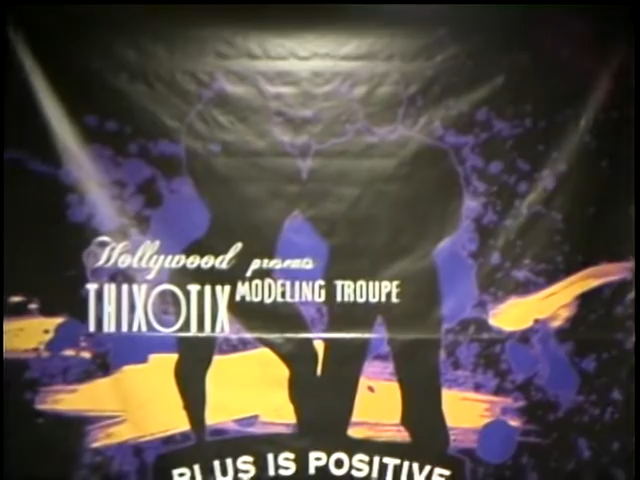 Hollywood presents
THIXOTIX MODELING TROUPE
PLUS IS POSITIVE